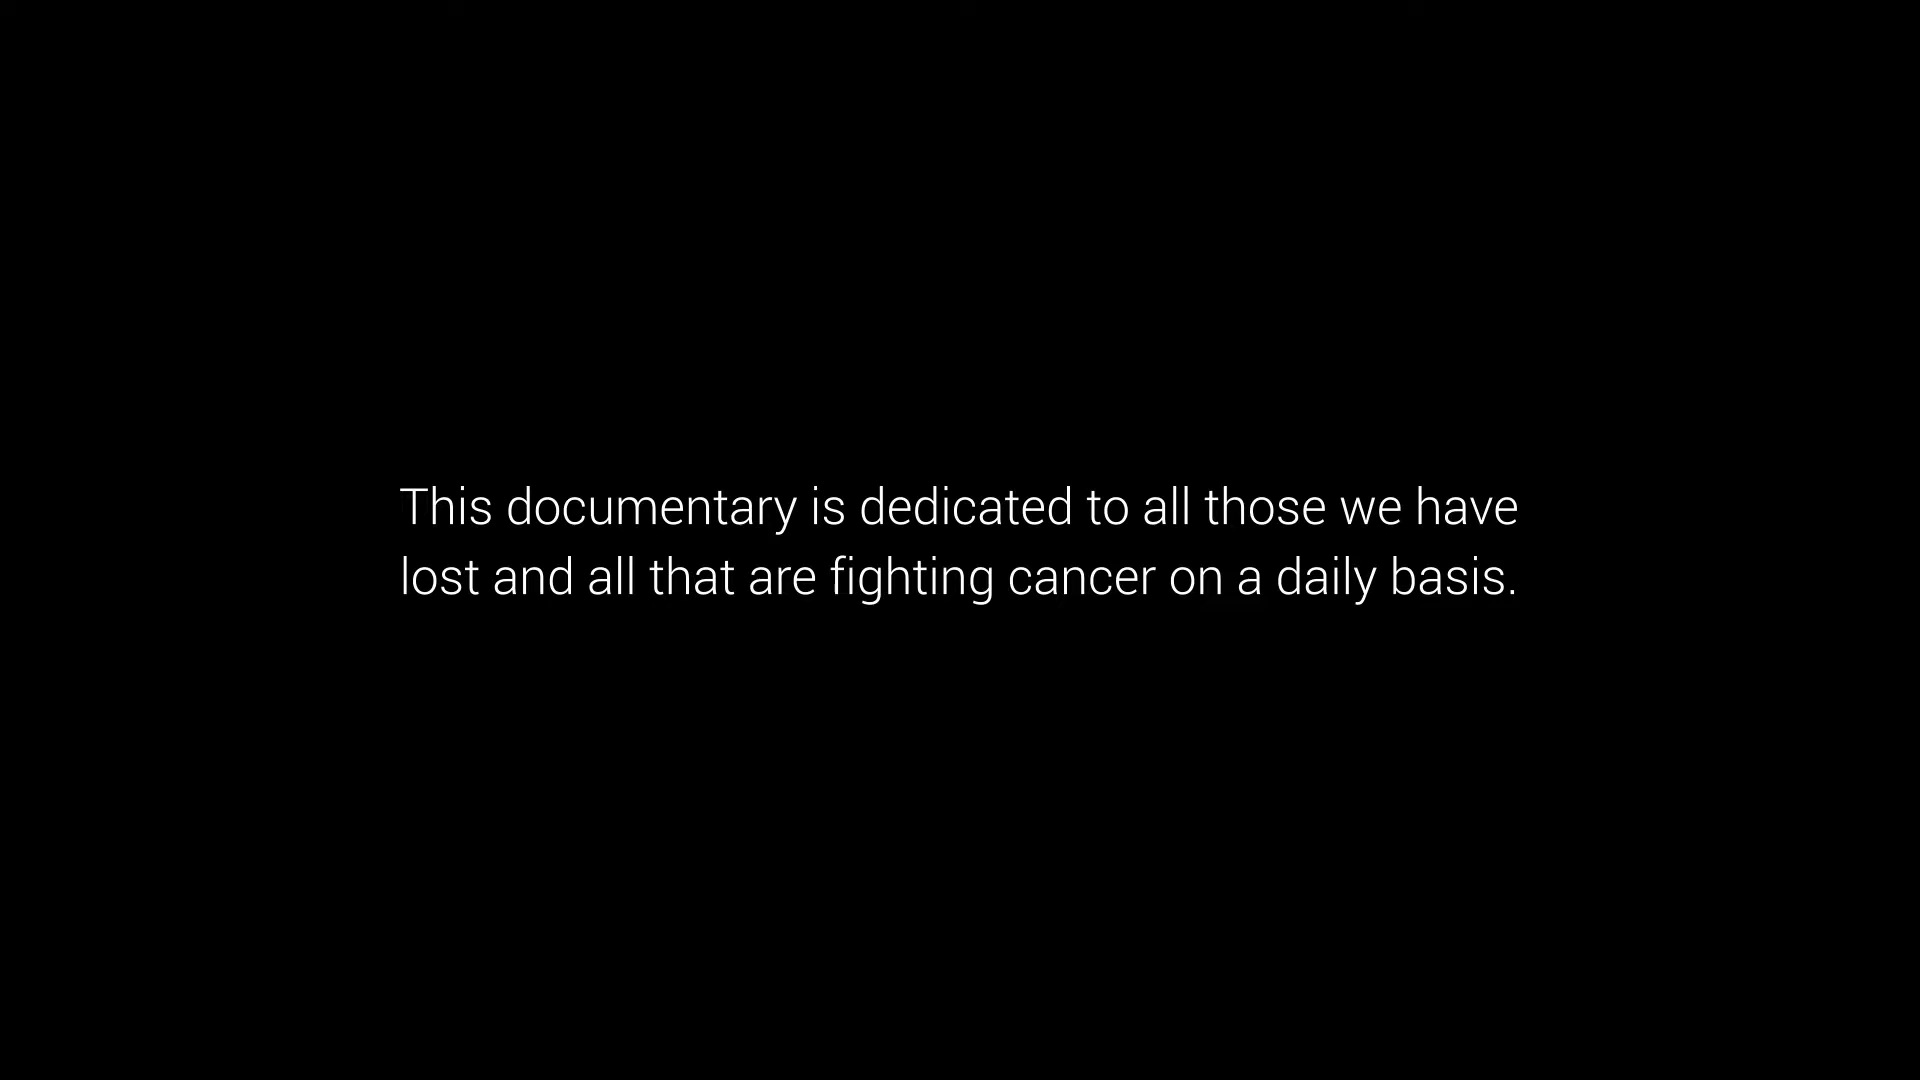 This documentary is dedicated to all those we have
lost and all that are fighting cancer on a daily basis.